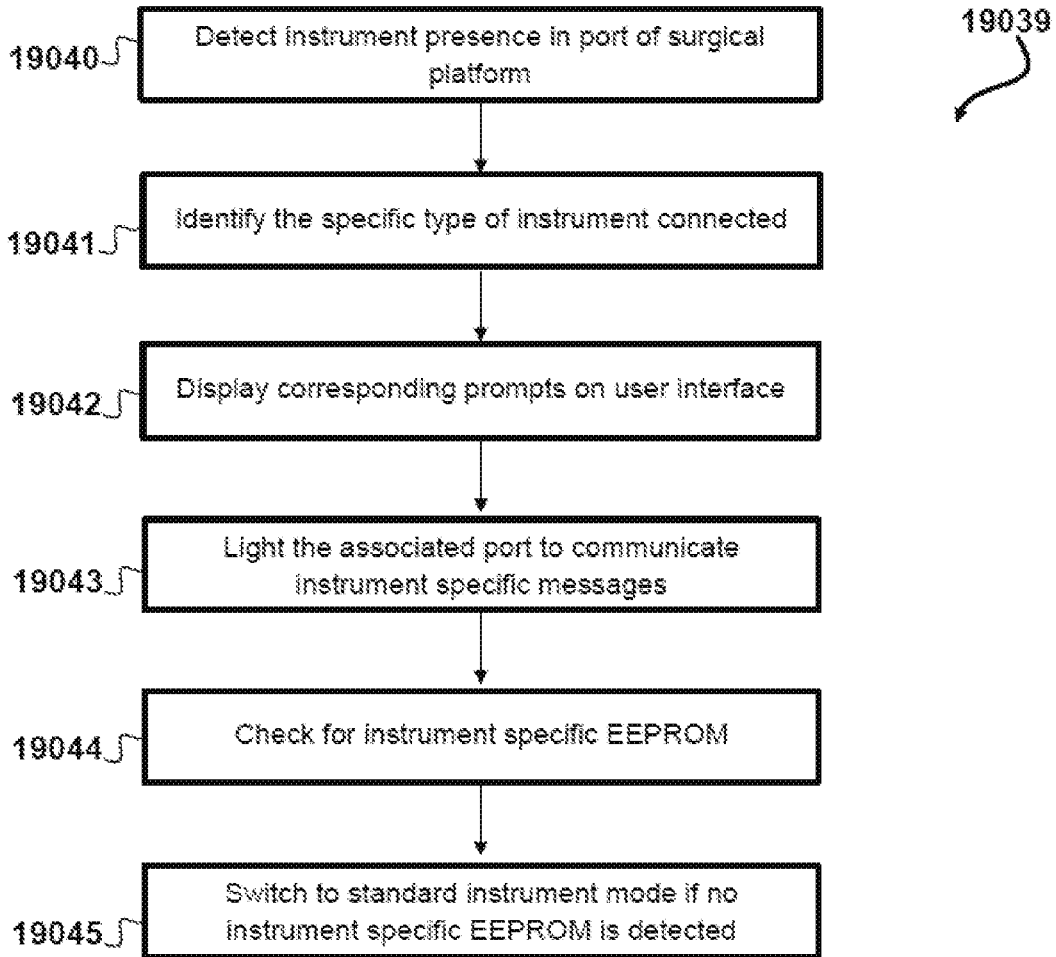 19039
19040
Detect instrument presence in port of surgical
platform
19041
Identify the specific type of instrument connected
19042
Display corresponding prompts on user interface
19043
Light the associated port to communicate
instrument specific messages
19044
Check for instrument specific EEPROM
19045
Switch to standard instrument mode if no
instrument specific EEPROM is detected